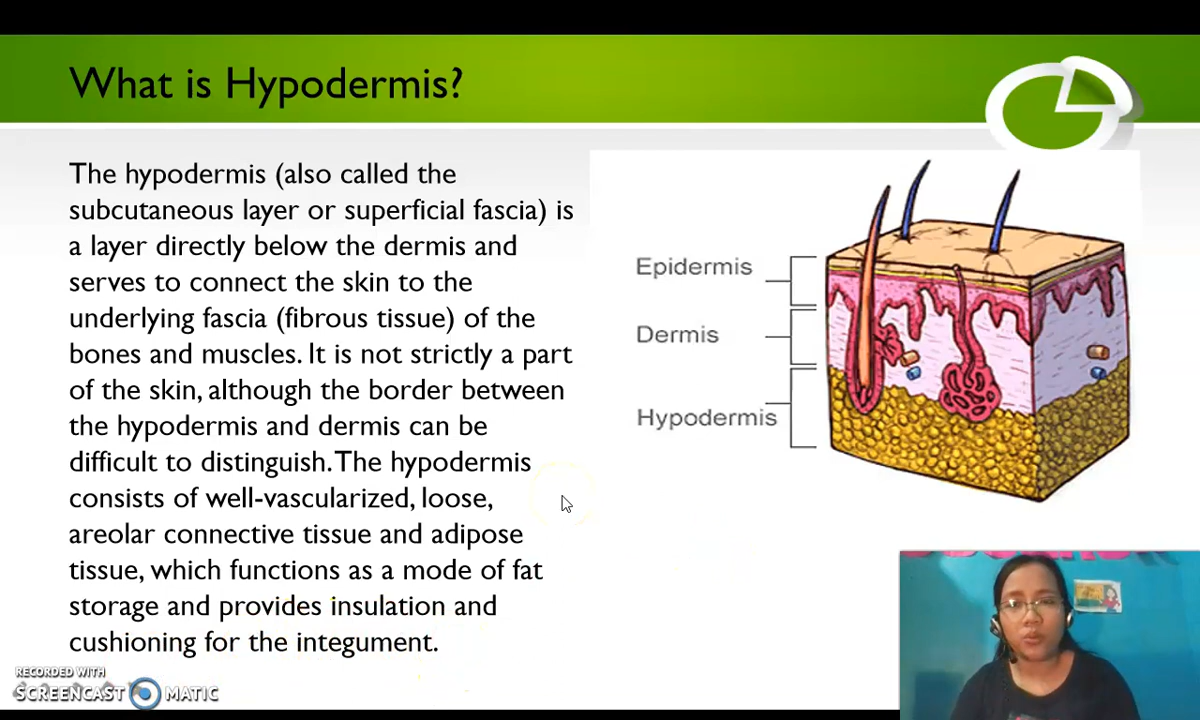 What is Hypodermis?
The hypodermis (also called the
subcutaneous layer or superficial fascia) is
a layer directly below the dermis and
serves to connect the skin to the
underlying fascia (fibrous tissue) of the
bones and muscles. It is not strictly a part
of the skin, although the border between
the hypodermis and dermis can be
difficult to distinguish. The hypodermis
consists of well-vascularized, loose,
areolar connective tissue and adipose
tissue, which functions as a mode of fat
storage and provides insulation and
cushioning for the integument.
Epidermis
Dermis
Hypodermis
RECORDED WITH
SCREENCAST MATIC